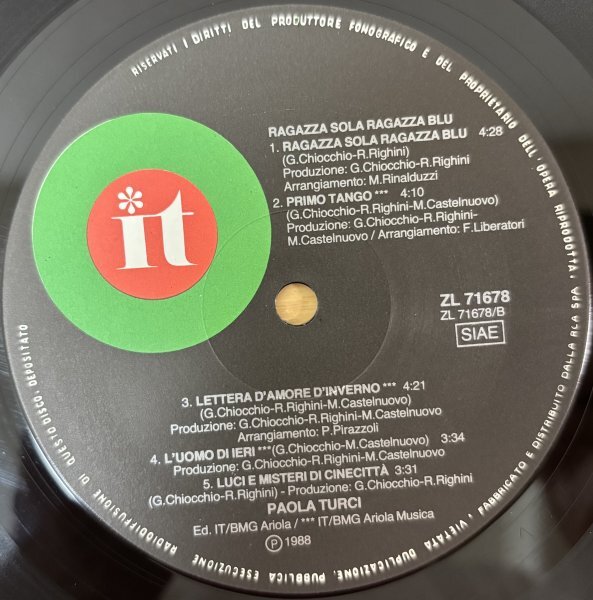 RISERVATI I DIRITTI DEL PRODUTTORE FONOGRAFICO E DEL PROPRIETARIO DELL'OPERA RIPRODOTTA • VIETATA DUPLICAZIONE, PUBBLICA ESECUZIONE RADIODIFFUSIONE DI QUESTO DISCO, DEPOSITATO
FABBRICATO E DISTRIBUITO DALLA RCA SPA
it
RAGAZZA SOLA RAGAZZA BLU
1. RAGAZZA SOLA RAGAZZA BLU 4:28
(G.Chiocchio-R.Righini)
Produzione: G.Chiocchio-R.Righini
Arrangiamento: M.Rinalduzzi
2. PRIMO TANGO *** 4:10
(G.Chiocchio-R.Righini-M.Castelnuovo)
Produzione: G.Chiocchio-R.Righini-
M.Castelnuovo / Arrangiamento: F.Liberatori
ZL 71678
ZL 71678/B
SIAE
3. LETTERA D'AMORE D'INVERNO *** 4:21
(G.Chiocchio-R.Righini-M.Castelnuovo)
Produzione: G.Chiocchio-R.Righini-M.Castelnuovo
Arrangiamento: P.Pirazzoli
4. L'UOMO DI IERI ***(G.Chiocchio-M.Castelnuovo) 3:34
Produzione: G.Chiocchio-R.Righini-M.Castelnuovo
5. LUCI E MISTERI DI CINECITTÀ 3:31
(G.Chiocchio-R.Righini) - Produzione: G.Chiocchio-R.Righini
PAOLA TURCI
Ed. IT/BMG Ariola / *** IT/BMG Ariola Musica
Ⓟ 1988